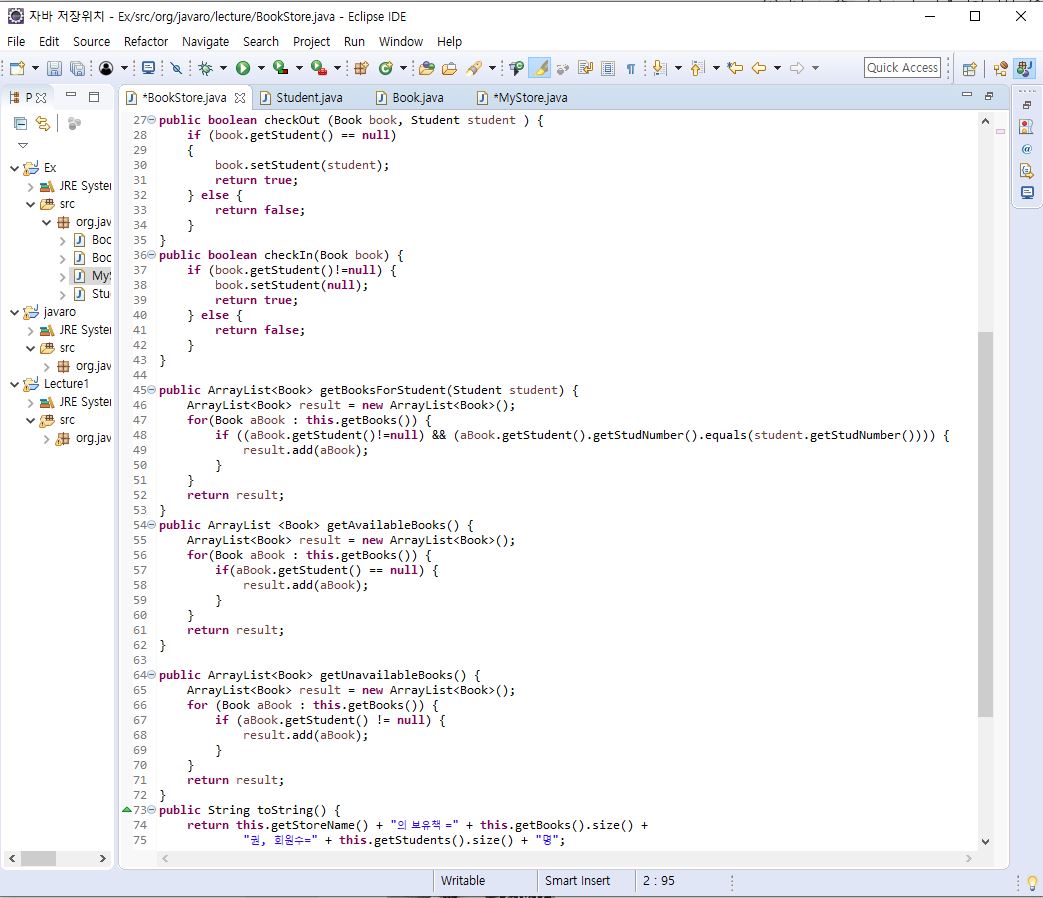 자바 저장위치 - Ex/src/org/javaro/lecture/BookStore.java - Eclipse IDE
File Edit Source Refactor Navigate Search Project Run Window Help
Quick Access
P
*BookStore.java Student.java Book.java *MyStore.java
Ex
JRE Syster
src
org.jav
Boo
Boo
MyS
Stu
javaro
JRE Syster
src
org.jav
Lecture1
JRE Syster
src
org.jav
27 public boolean checkOut (Book book, Student student ) {
28 if (book.getStudent() == null)
29 {
30 book.setStudent(student);
31 return true;
32 } else {
33 return false;
34 }
35 }
36 public boolean checkIn(Book book) {
37 if (book.getStudent()!=null) {
38 book.setStudent(null);
39 return true;
40 } else {
41 return false;
42 }
43 }
44
45 public ArrayList<Book> getBooksForStudent(Student student) {
46 ArrayList<Book> result = new ArrayList<Book>();
47 for(Book aBook : this.getBooks()) {
48 if ((aBook.getStudent()!=null) && (aBook.getStudent().getStudNumber().equals(student.getStudNumber()))) {
49 result.add(aBook);
50 }
51 }
52 return result;
53 }
54 public ArrayList <Book> getAvailableBooks() {
55 ArrayList<Book> result = new ArrayList<Book>();
56 for(Book aBook : this.getBooks()) {
57 if(aBook.getStudent() == null) {
58 result.add(aBook);
59 }
60 }
61 return result;
62 }
63
64 public ArrayList<Book> getUnavailableBooks() {
65 ArrayList<Book> result = new ArrayList<Book>();
66 for (Book aBook : this.getBooks()) {
67 if (aBook.getStudent() != null) {
68 result.add(aBook);
69 }
70 }
71 return result;
72 }
73 public String toString() {
74 return this.getStoreName() + "의 보유책 =" + this.getBooks().size() +
75 "권, 회원수=" + this.getStudents().size() + "명";
Writable Smart Insert 2 : 95